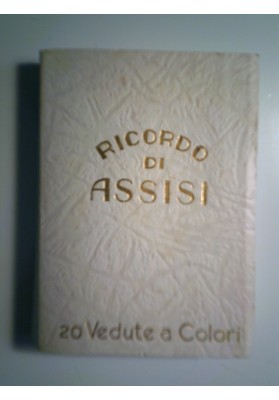 RICORDO
DI
ASSISI
20 Vedute a Colori